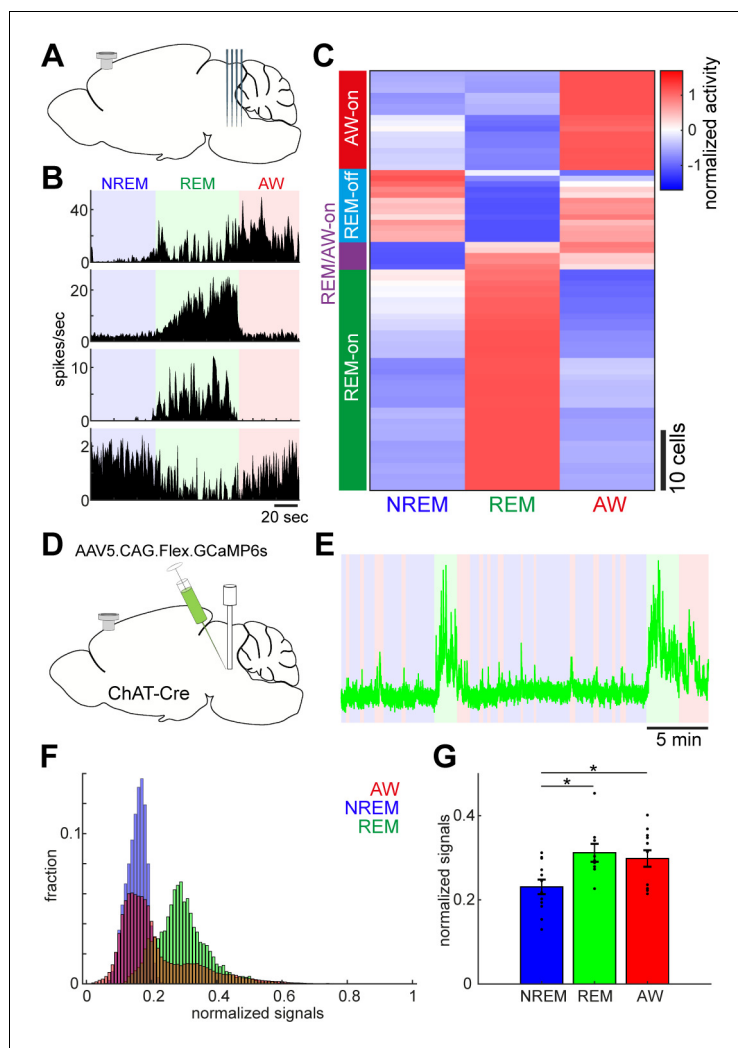 A
B
NREM REM AW
40
0
20
0
spikes/sec
10
0
2
0
20 sec
C
AW-on
REM-off
REM/AW-on
REM-on
NREM REM AW
1
0
-1
normalized activity
10 cells
D
AAV5.CAG.Flex.GCaMP6s
ChAT-Cre
E
5 min
F
AW
NREM
REM
fraction
0.1
0
0 0.2 0.4 0.6 0.8 1
normalized signals
G
* *
normalized signals
0.4
0.2
0
NREM REM AW